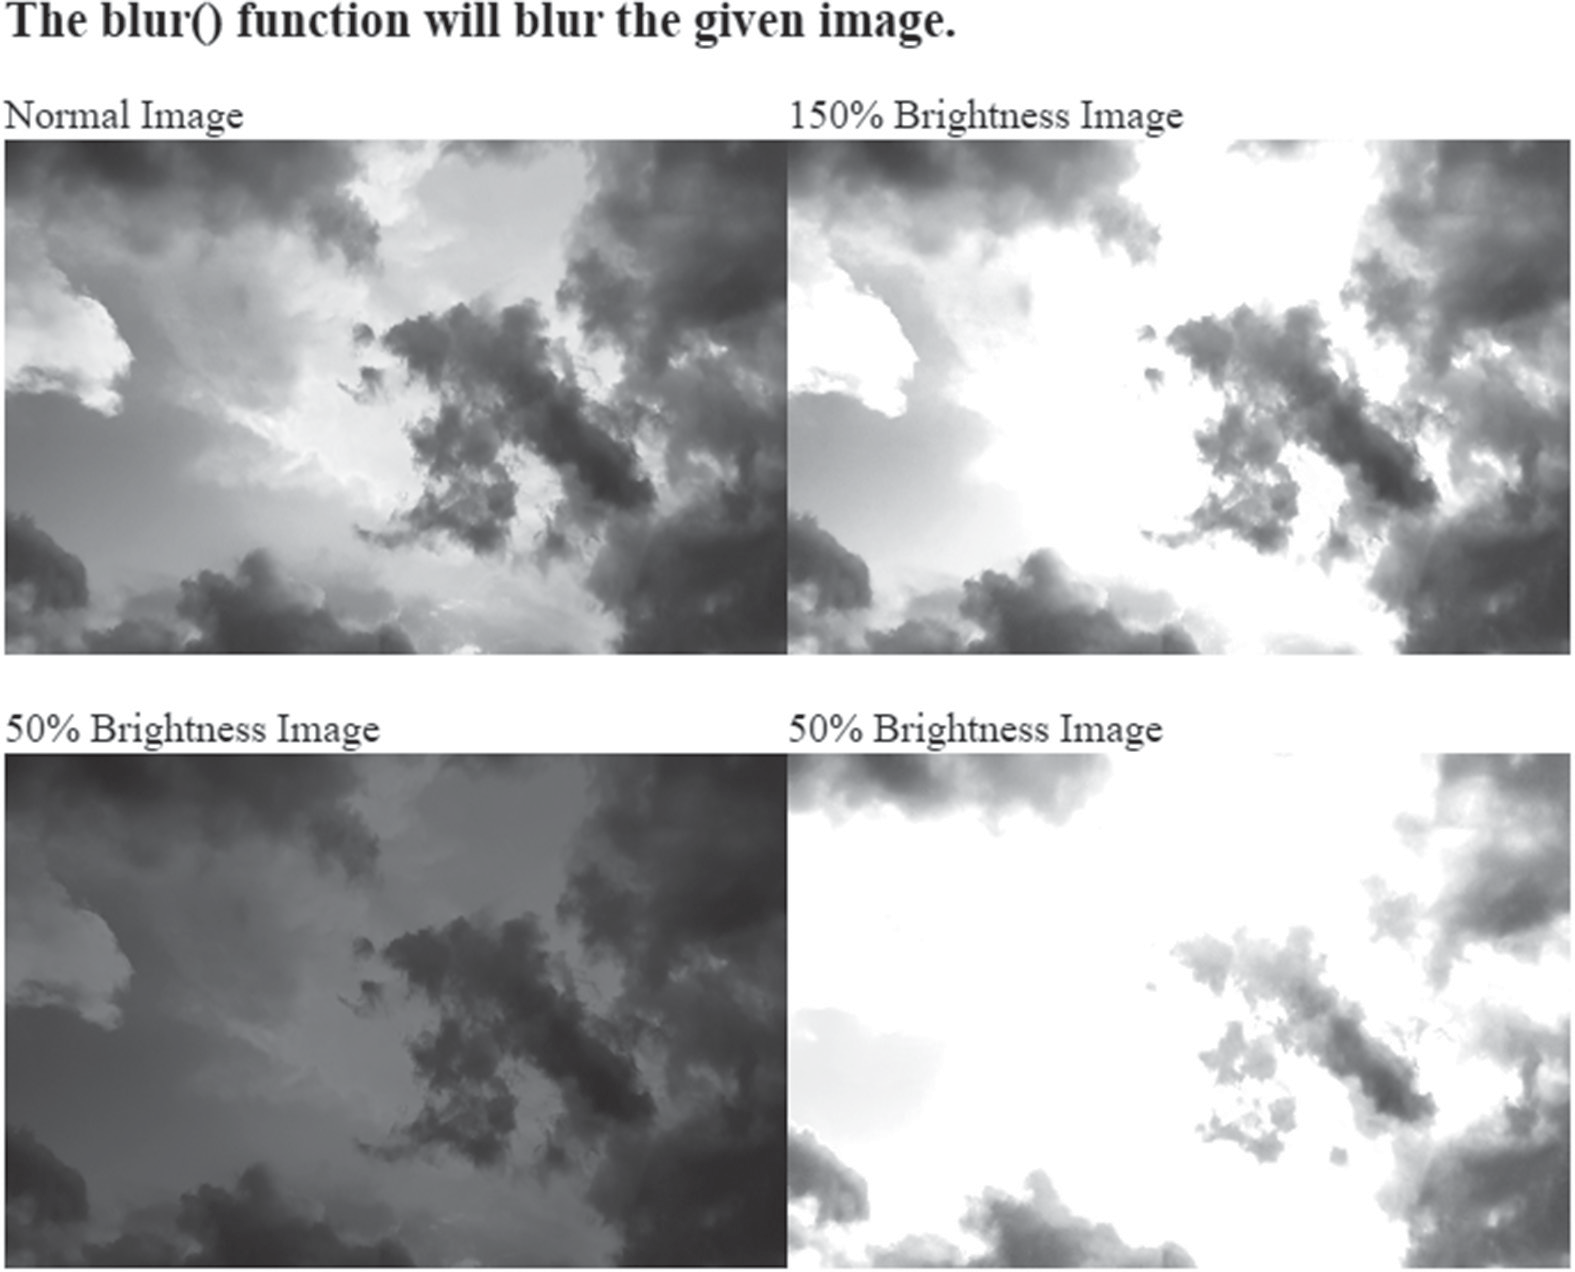 The blur() function will blur the given image.
Normal Image
150% Brightness Image
50% Brightness Image
50% Brightness Image